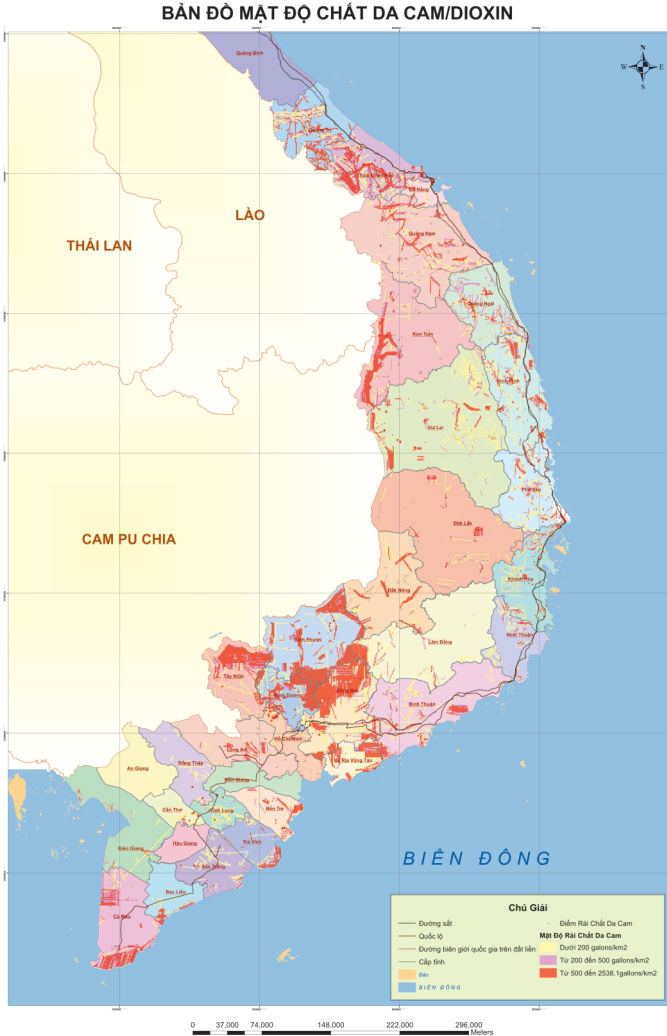 BẢN ĐỒ MẬT ĐỘ CHẤT DA CAM/DIOXIN
N
W
E
S
Quảng Bình
Quảng Trị
Thừa Thiên Huế
Đà Nẵng
LÀO
THÁI LAN
Quảng Nam
Quảng Ngãi
Kon Tum
Bình Định
Gia Lai
Phú Yên
Đắk Lắk
CAM PU CHIA
Khánh Hòa
Đắk Nông
Ninh Thuận
Bình Phước
Lâm Đồng
Tây Ninh
Bình Dương
Đồng Nai
Bình Thuận
Hồ Chí Minh
Long An
Bà Rịa Vũng Tàu
An Giang
Đồng Tháp
Tiền Giang
Cần Thơ
Vĩnh Long
Bến Tre
Kiên Giang
Hậu Giang
Trà Vinh
Sóc Trăng
Bạc Liêu
Cà Mau
BIỂN ĐÔNG
Chú Giải
Đường sắt
Quốc lộ
Đường biên giới quốc gia trên đất liền
Cấp tỉnh
Đảo
BIỂN ĐÔNG
Điểm Rải Chất Da Cam
Mật Độ Rải Chất Da Cam
Dưới 200 galons/km2
Từ 200 đến 500 gallons/km2
Từ 500 đến 2538.1gallons/km2
0 37,000 74,000 148,000 222,000 296,000
Meters